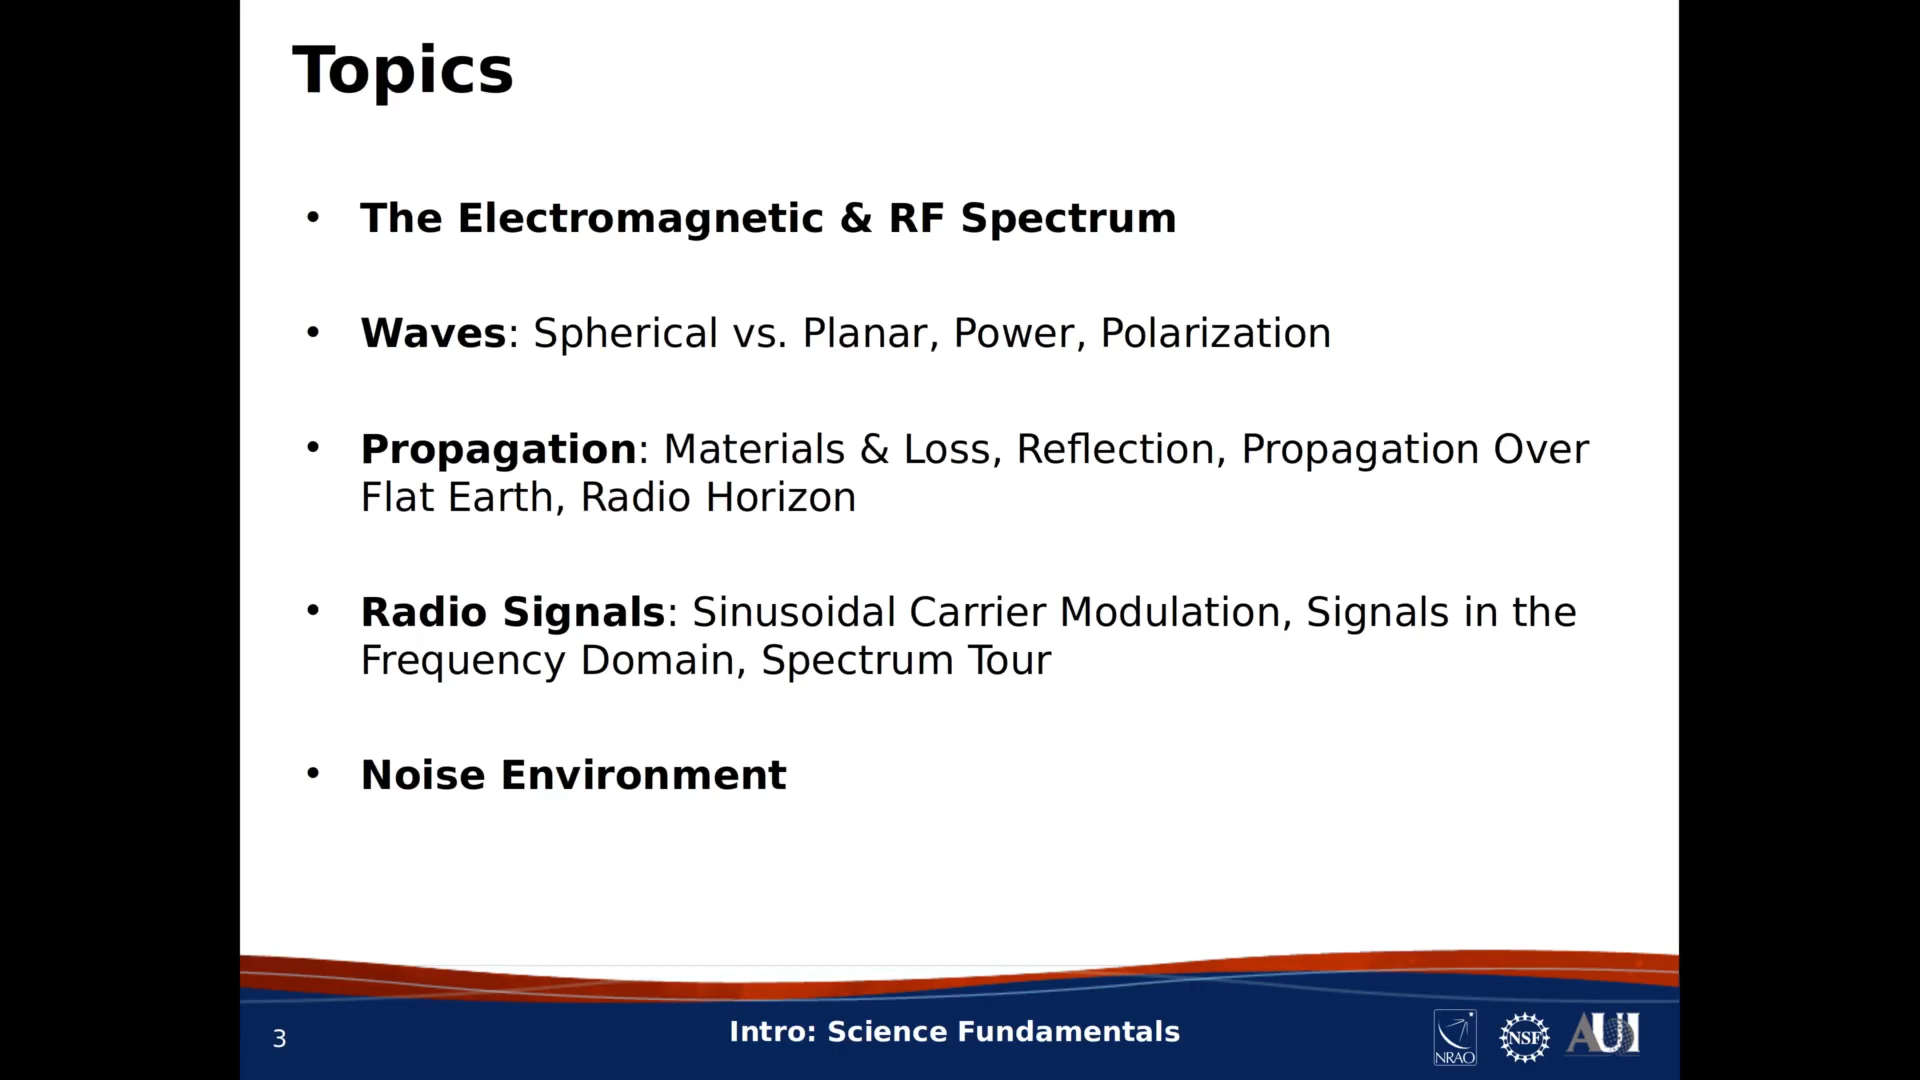 Topics
• The Electromagnetic & RF Spectrum
• Waves: Spherical vs. Planar, Power, Polarization
• Propagation: Materials & Loss, Reflection, Propagation Over
Flat Earth, Radio Horizon
• Radio Signals: Sinusoidal Carrier Modulation, Signals in the
Frequency Domain, Spectrum Tour
• Noise Environment
3
Intro: Science Fundamentals
NRAO
NSF
AUI